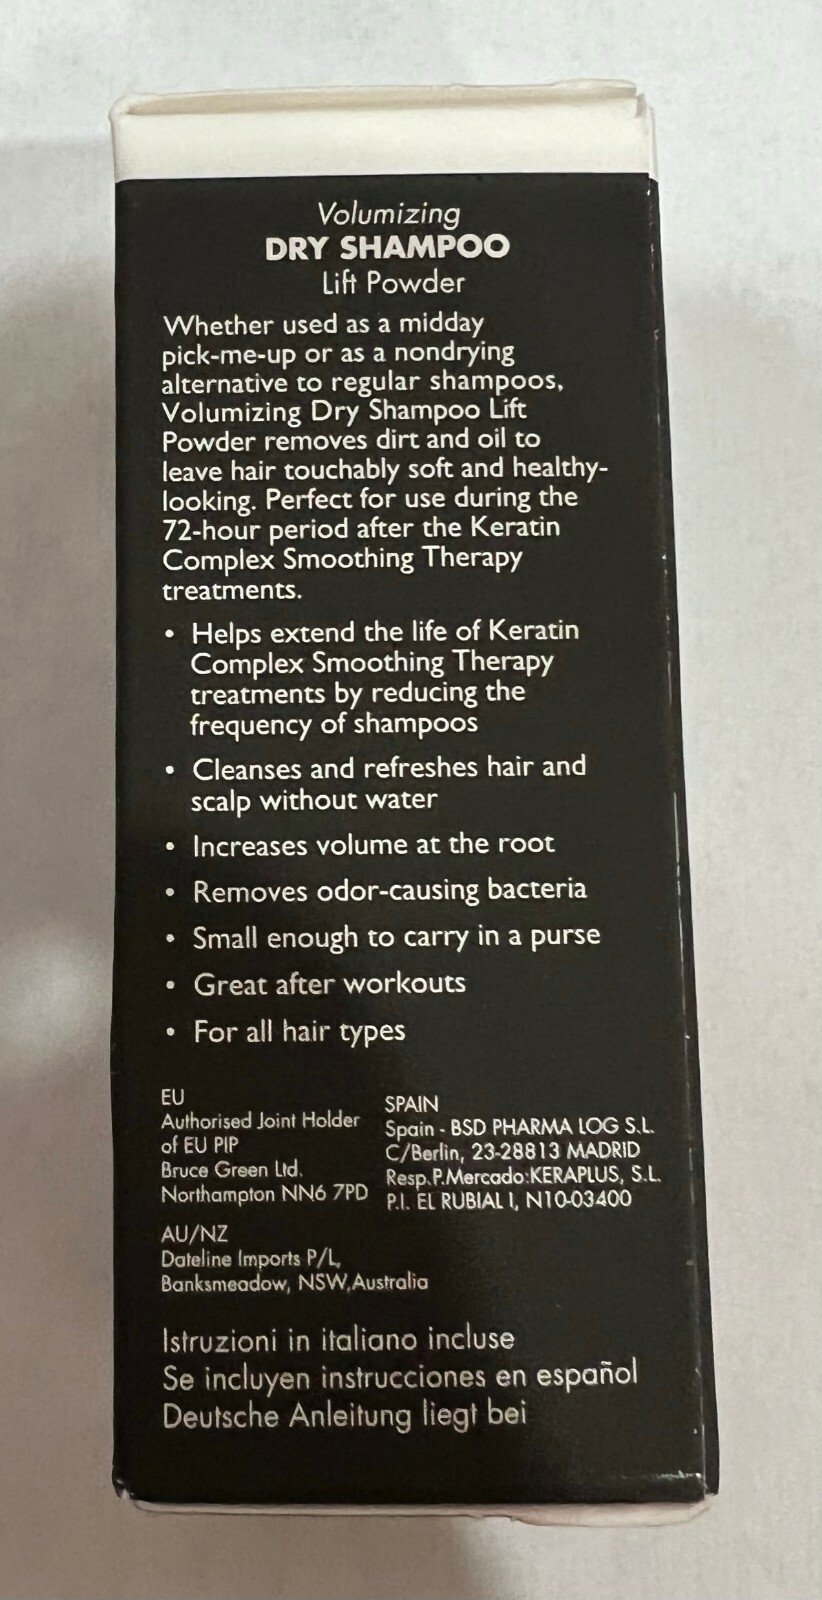 Volumizing
DRY SHAMPOO
Lift Powder
Whether used as a midday
pick-me-up or as a nondrying
alternative to regular shampoos,
Volumizing Dry Shampoo Lift
Powder removes dirt and oil to
leave hair touchably soft and healthy-
looking. Perfect for use during the
72-hour period after the Keratin
Complex Smoothing Therapy
treatments.
• Helps extend the life of Keratin
Complex Smoothing Therapy
treatments by reducing the
frequency of shampoos
• Cleanses and refreshes hair and
scalp without water
• Increases volume at the root
• Removes odor-causing bacteria
• Small enough to carry in a purse
• Great after workouts
• For all hair types
EU
Authorised Joint Holder
of EU PIP
Bruce Green Ltd.
Northampton NN6 7PD
SPAIN
Spain - BSD PHARMA LOG S.L.
C/Berlin, 23-28813 MADRID
Resp.P.Mercado:KERAPLUS, S.L.
P.I. EL RUBIAL I, N10-03400
AU/NZ
Dateline Imports P/L,
Banksmeadow, NSW,Australia
Istruzioni in italiano incluse
Se incluyen instrucciones en español
Deutsche Anleitung liegt bei